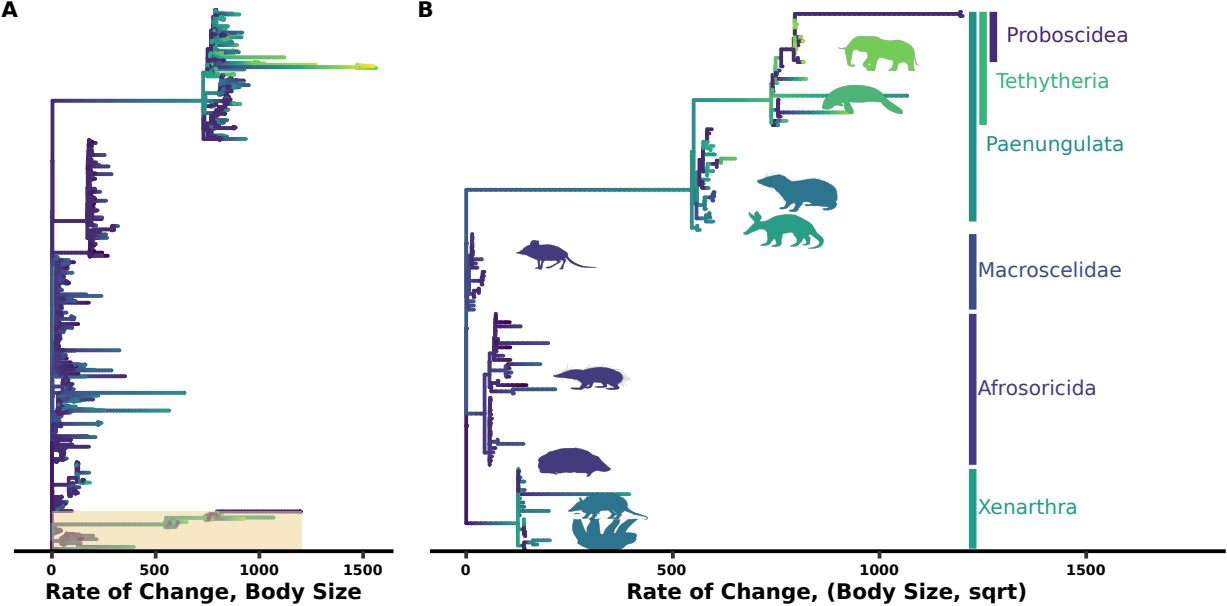 A
B
Proboscidea
Tethytheria
Paenungulata
Macroscelidae
Afrosoricida
Xenarthra
0 500 1000 1500
0 500 1000 1500
Rate of Change, Body Size
Rate of Change, (Body Size, sqrt)